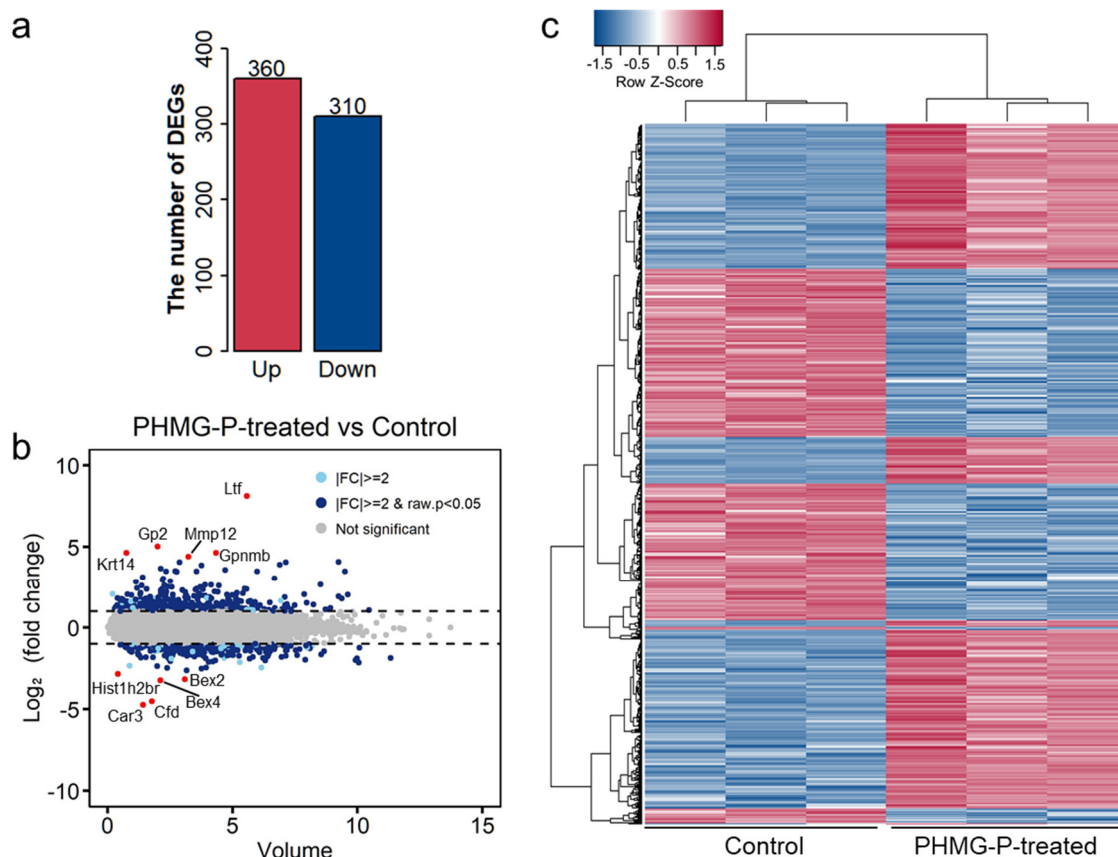 a
The number of DEGs
400
300
200
100
0
360
310
Up
Down
b
PHMG-P-treated vs Control
Log₂ (fold change)
10
5
0
-5
-10
|FC|>=2
|FC|>=2 & raw.p<0.05
Not significant
Ltf
Gp2
Mmp12
Krt14
Gpnmb
Hist1h2br
Bex2
Bex4
Car3
Cfd
0 5 10 15
Volume
c
-1.5 -0.5 0.5 1.5
Row Z-Score
Control
PHMG-P-treated